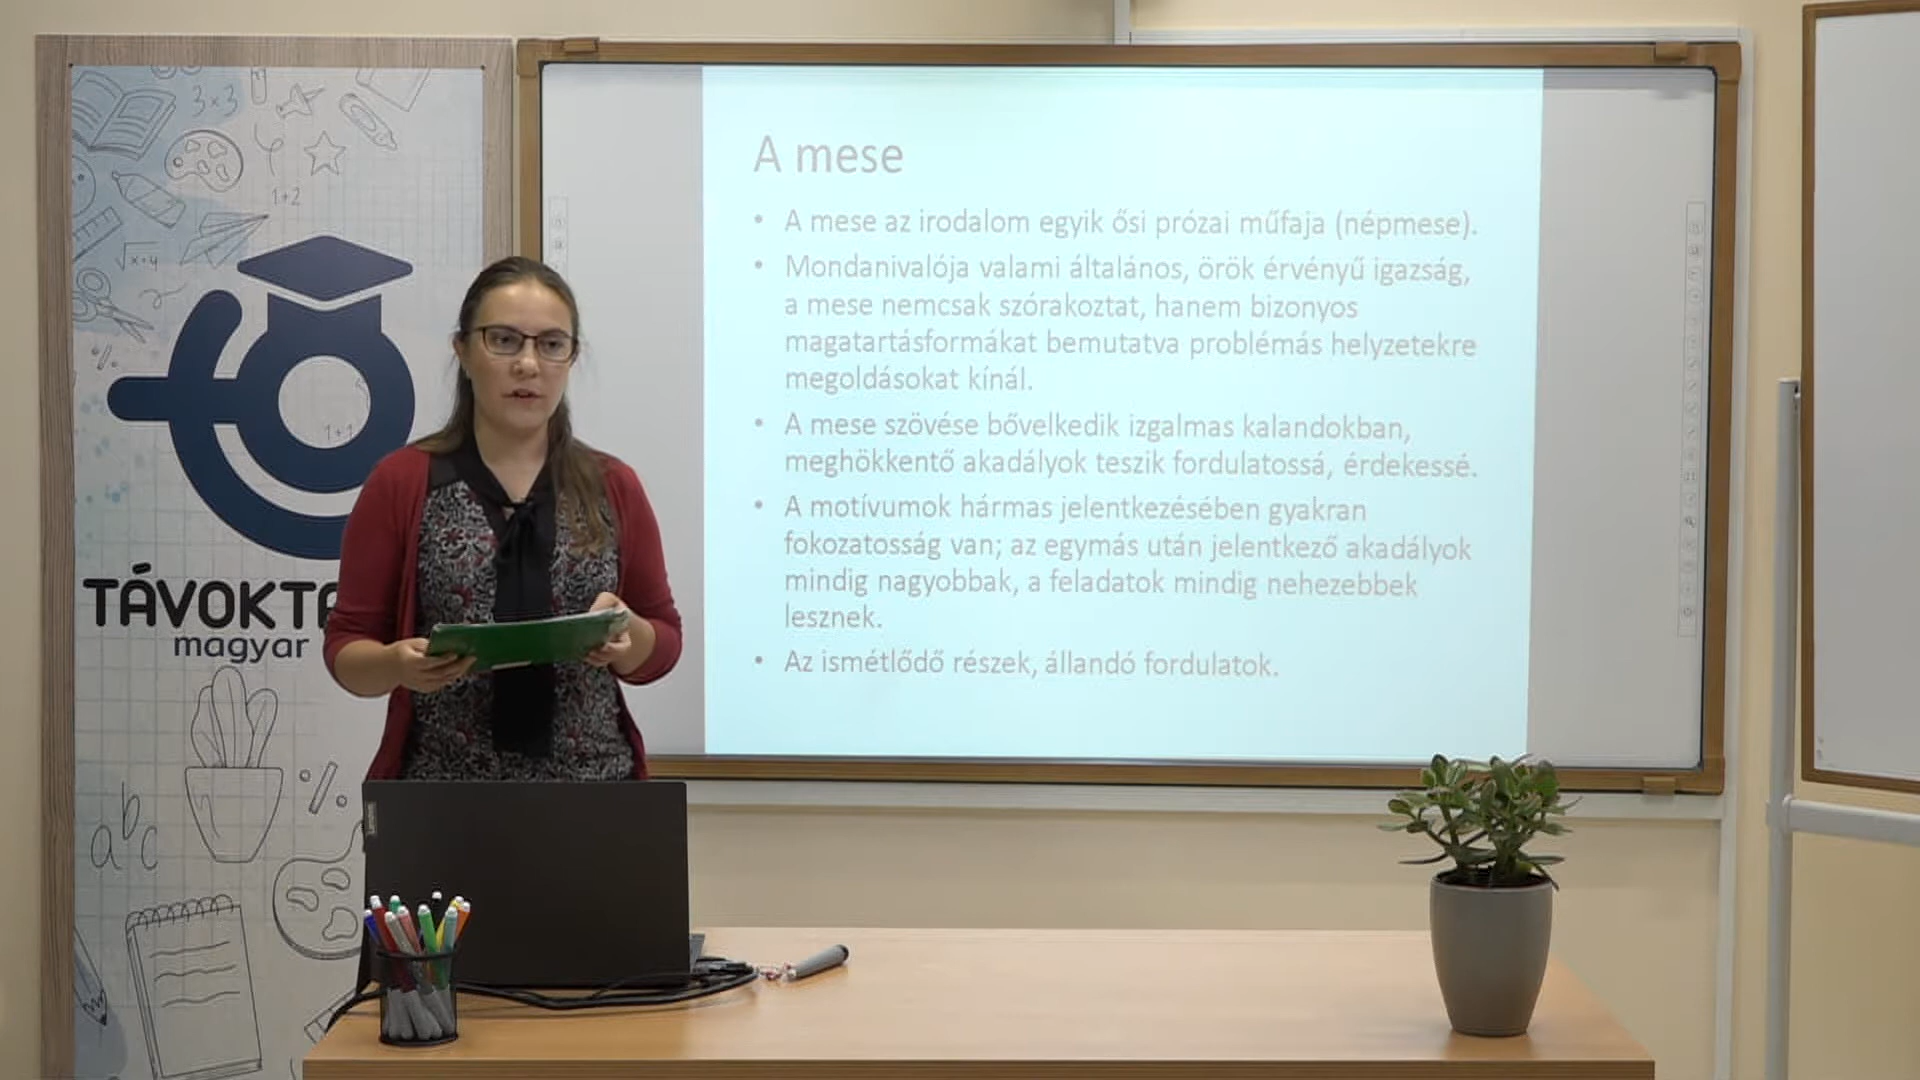 3×3
1+2
√x+4
%
1+1
TÁVOKTA
magyar
%
abc
A mese
• A mese az irodalom egyik ősi prózai műfaja (népmese).
• Mondanivalója valami általános, örök érvényű igazság,
a mese nemcsak szórakoztat, hanem bizonyos
magatartásformákat bemutatva problémás helyzetekre
megoldásokat kínál.
• A mese szövése bővelkedik izgalmas kalandokban,
meghökkentő akadályok teszik fordulatossá, érdekessé.
• A motívumok hármas jelentkezésében gyakran
fokozatosság van; az egymás után jelentkező akadályok
mindig nagyobbak, a feladatok mindig nehezebbek
lesznek.
• Az ismétlődő részek, állandó fordulatok.
Lenovo